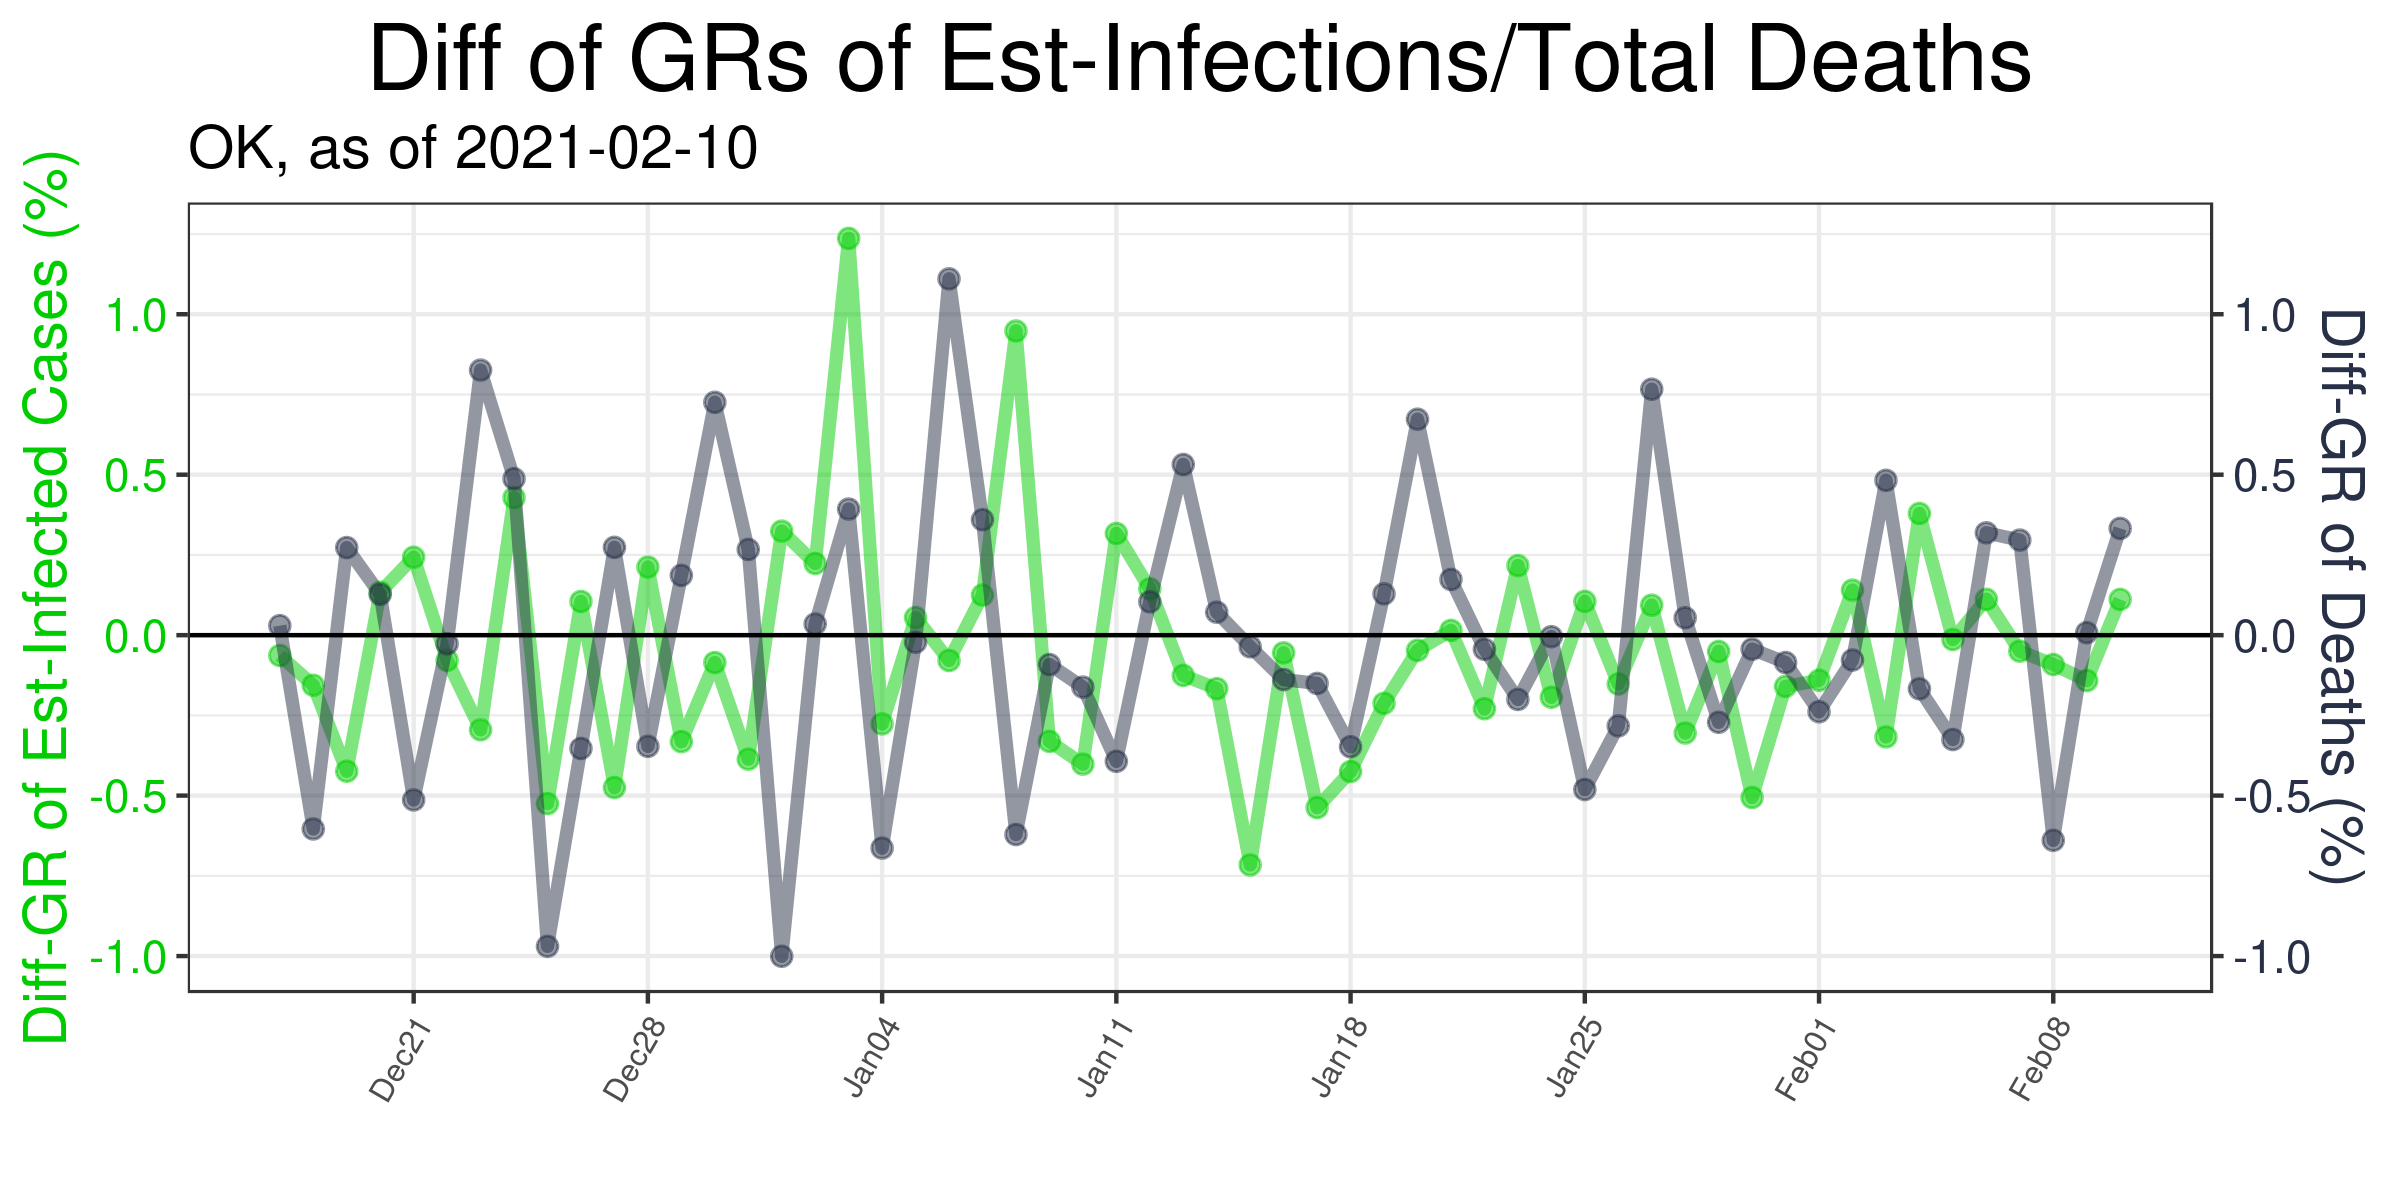 Diff of GRs of Est-Infections/Total Deaths
OK, as of 2021-02-10
Diff-GR of Est-Infected Cases (%)
1.0
0.5
0.0
-0.5
-1.0
1.0
0.5
0.0
-0.5
-1.0
Diff-GR of Deaths (%)
Dec21
Dec28
Jan04
Jan11
Jan18
Jan25
Feb01
Feb08